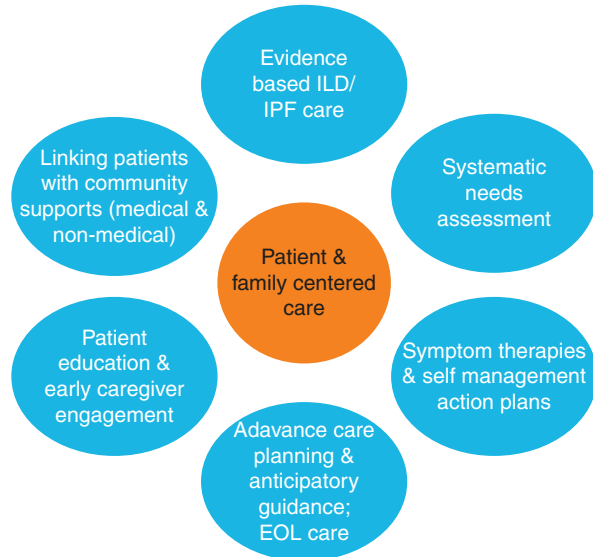 Evidence
based ILD/
IPF care
Linking patients
with community
supports (medical &
non-medical)
Systematic
needs
assessment
Patient &
family centered
care
Patient
education &
early caregiver
engagement
Symptom therapies
& self management
action plans
Adavance care
planning &
anticipatory
guidance;
EOL care